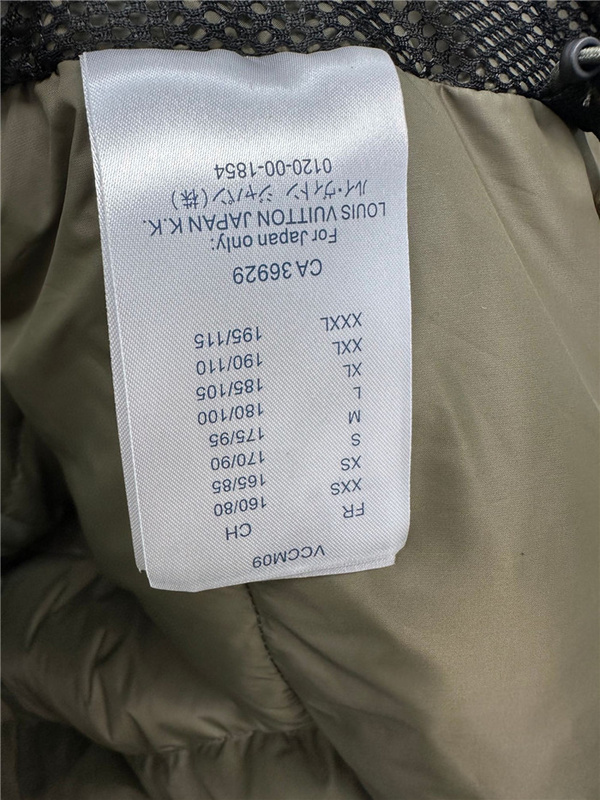 VCCM09
FR CH
XXS 160/80
XS 165/85
S 170/90
M 175/95
L 180/100
XL 185/105
XXL 190/110
XXXL 195/115
CA 36929
For Japan only:
LOUIS VUITTON JAPAN K.K.
ルイ・ヴィトン ジャパン(株)
0120-00-1854